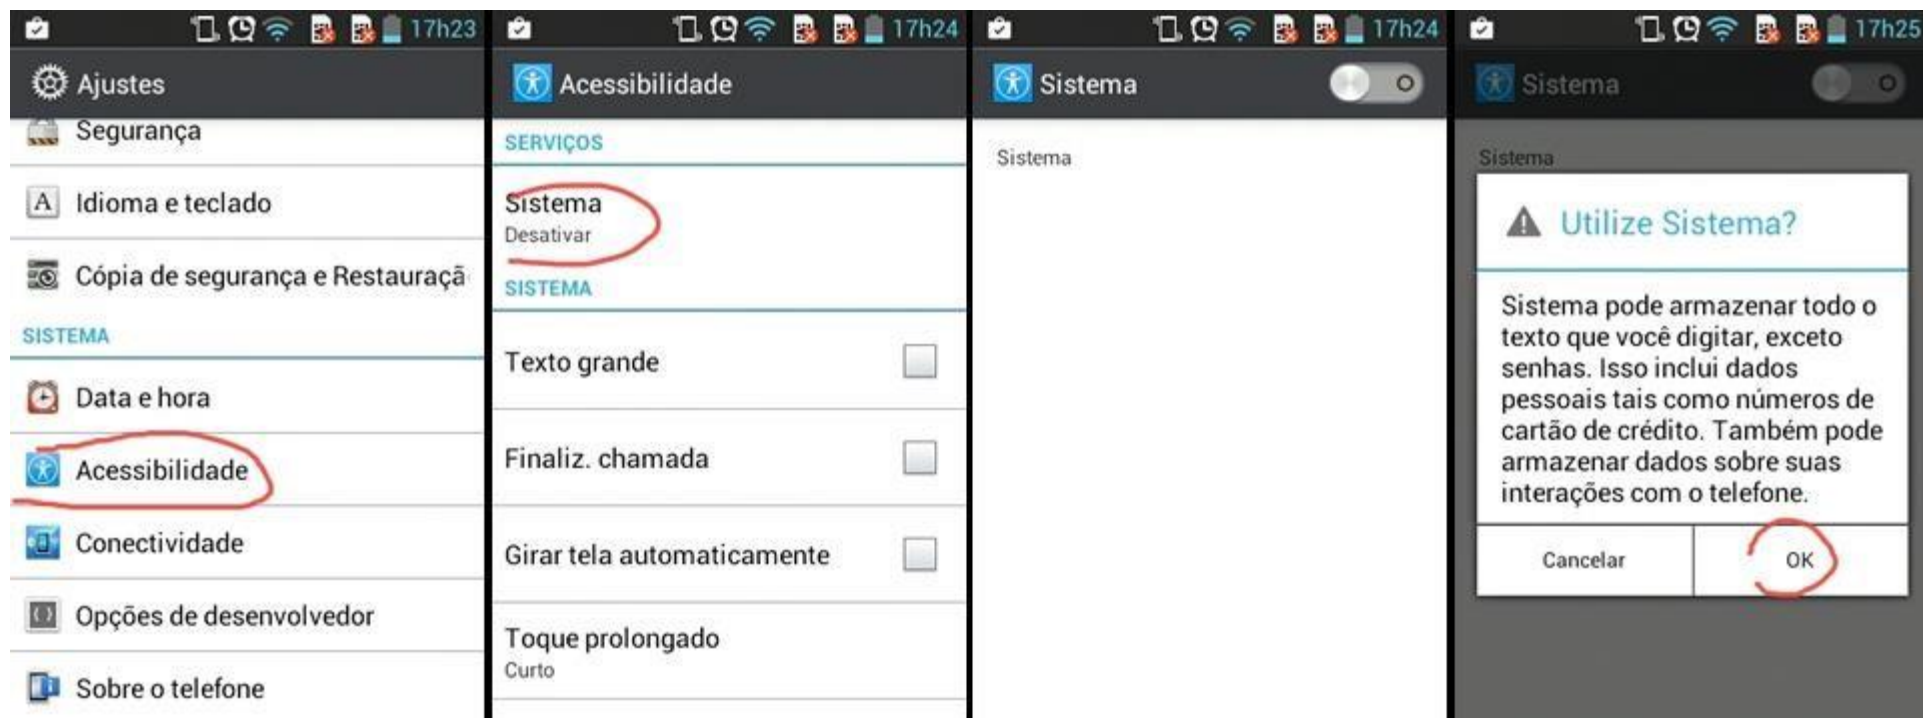 17h23
Ajustes
Segurança
Idioma e teclado
Cópia de segurança e Restauraçã
SISTEMA
Data e hora
Acessibilidade
Conectividade
Opções de desenvolvedor
Sobre o telefone
17h24
Acessibilidade
SERVIÇOS
Sistema
Desativar
SISTEMA
Texto grande
Finaliz. chamada
Girar tela automaticamente
Toque prolongado
Curto
17h24
Sistema
Sistema
17h25
Sistema
Sistema
Utilize Sistema?
Sistema pode armazenar todo o
texto que você digitar, exceto
senhas. Isso inclui dados
pessoais tais como números de
cartão de crédito. Também pode
armazenar dados sobre suas
interações com o telefone.
Cancelar OK